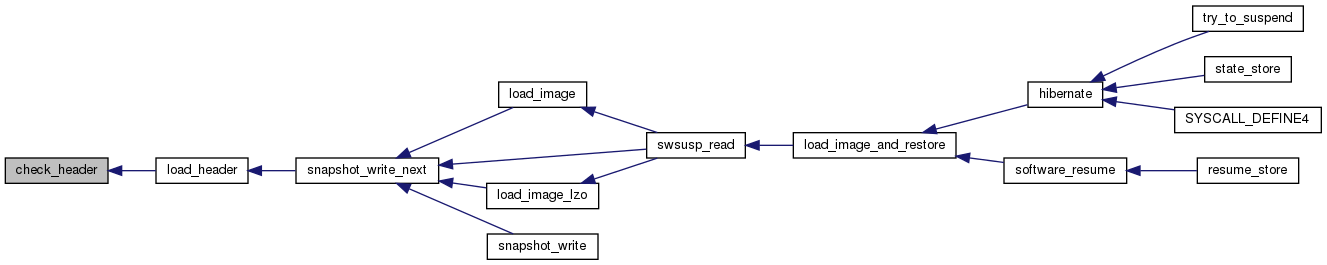 check_header
load_header
snapshot_write_next
load_image
load_image_lzo
snapshot_write
swsusp_read
load_image_and_restore
hibernate
software_resume
try_to_suspend
state_store
SYSCALL_DEFINE4
resume_store